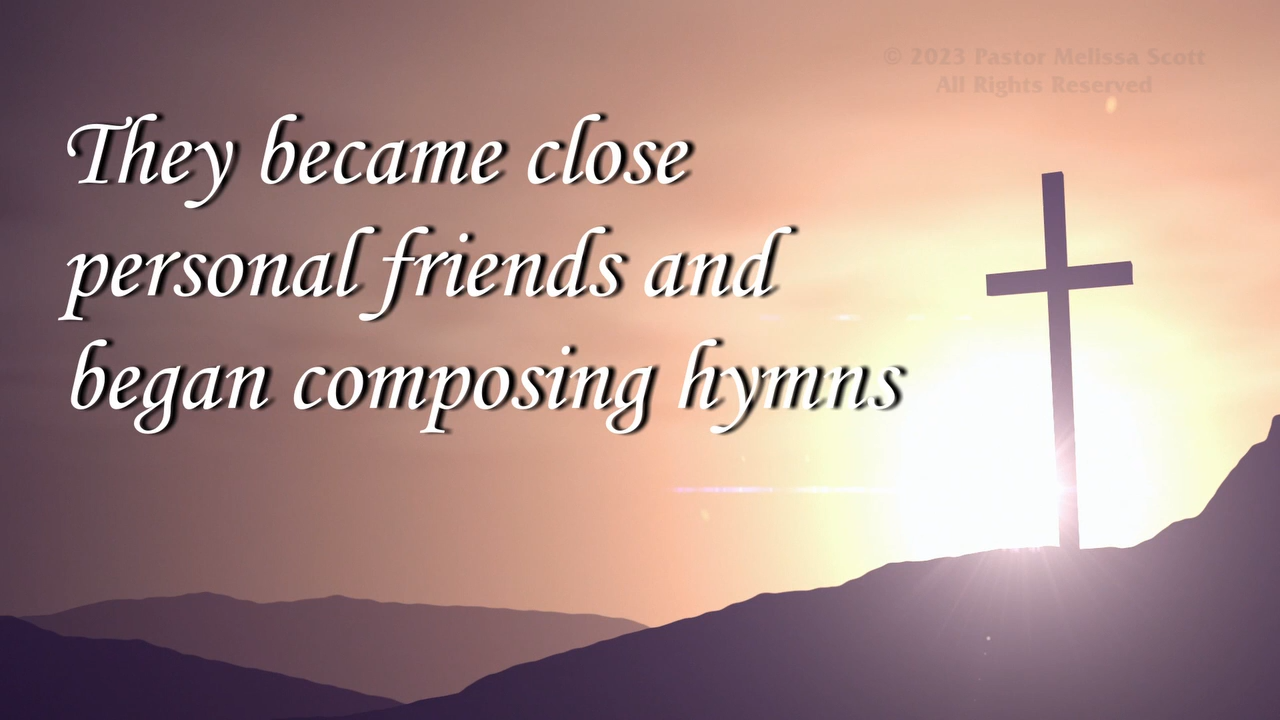 © 2023 Pastor Melissa Scott
All Rights Reserved
They became close
personal friends and
began composing hymns